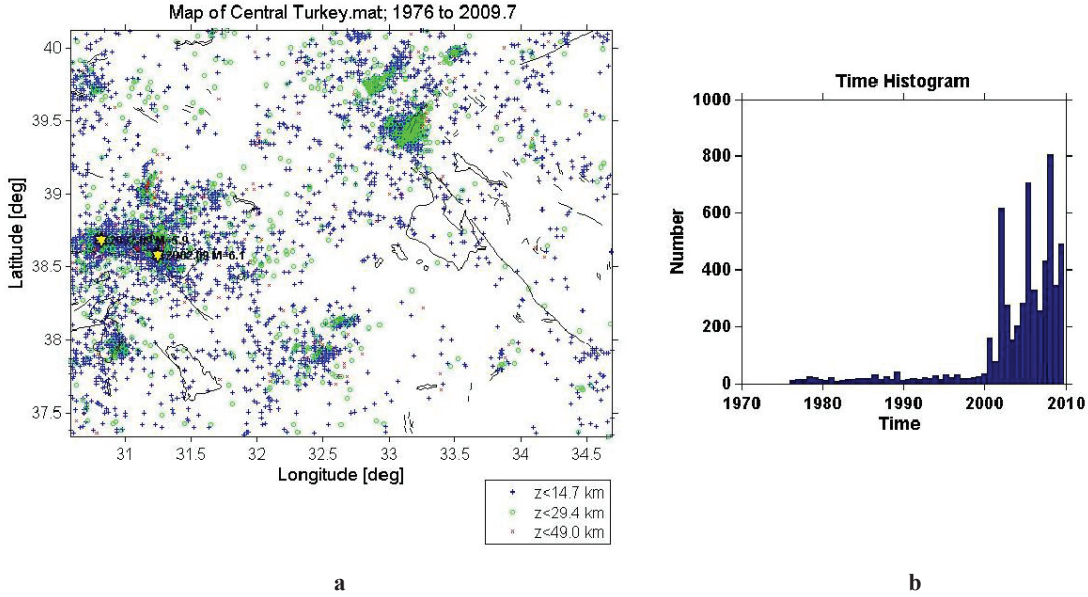 Map of Central Turkey.mat; 1976 to 2009.7
40
39.5
39
38.5
38
37.5
Latitude [deg]
M=6.1
31
31.5
32
32.5
33
33.5
34
34.5
Longitude [deg]
z<14.7 km
z<29.4 km
z<49.0 km
a
Time Histogram
1000
800
600
400
200
0
Number
1970
1980
1990
2000
2010
Time
b